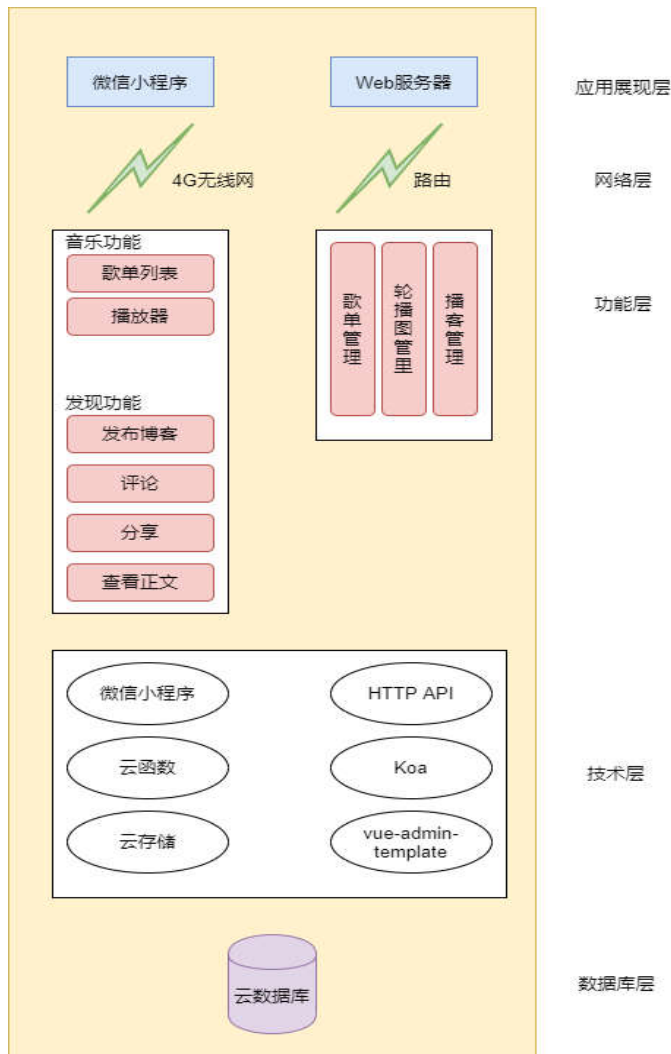 微信小程序
Web服务器
应用展现层
4G无线网
路由
网络层
音乐功能
歌单列表
播放器
发现功能
发布博客
评论
分享
查看正文
歌单管理
轮播图管里
播客管理
功能层
微信小程序
HTTP API
云函数
Koa
云存储
vue-admin-
template
技术层
云数据库
数据库层